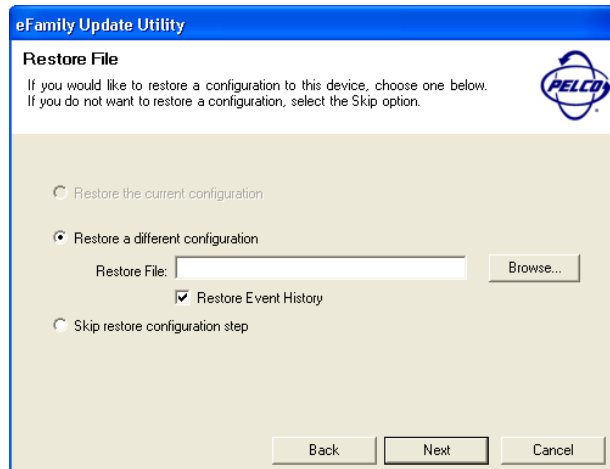 eFamily Update Utility
Restore File
If you would like to restore a configuration to this device, choose one below.
If you do not want to restore a configuration, select the Skip option.
PELCO
Restore the current configuration
Restore a different configuration
Restore File:
Browse...
Restore Event History
Skip restore configuration step
Back
Next
Cancel